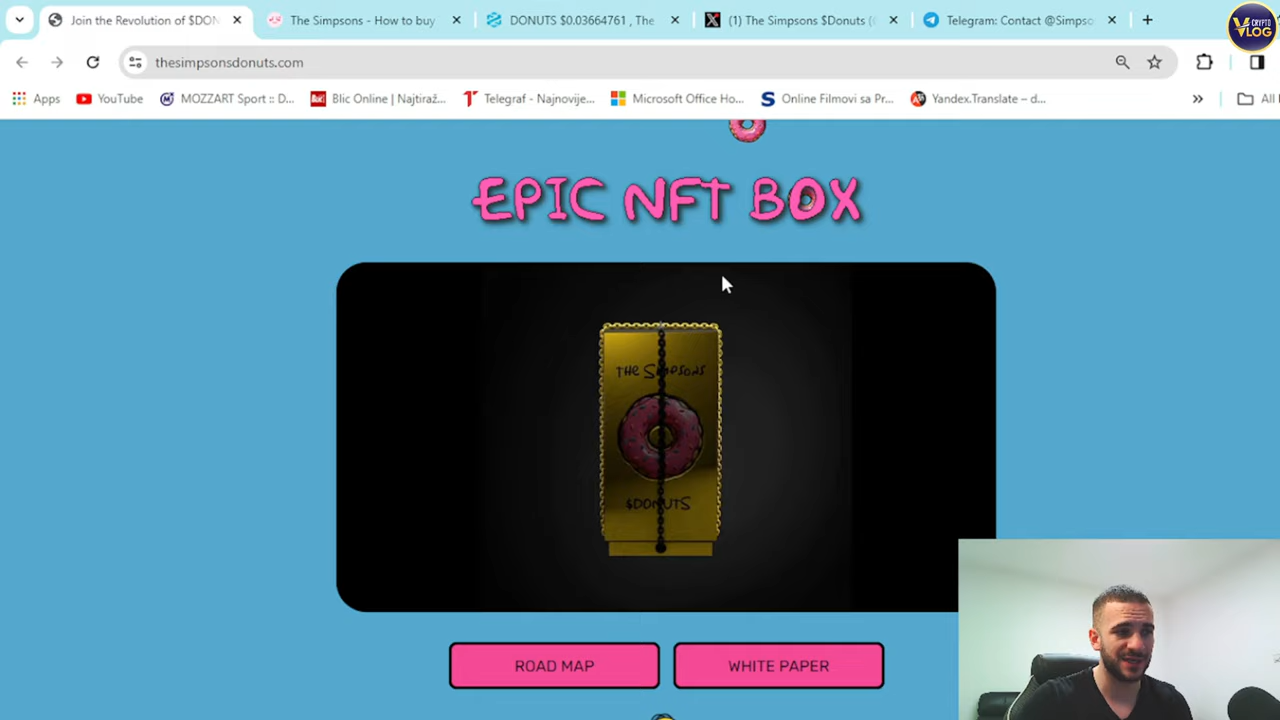 Join the Revolution of $DON
The Simpsons - How to buy
DONUTS $0.03664761 , The
(1) The Simpsons $Donuts (
Telegram: Contact @Simpso
CRYPTO
VLOG
thesimpsonsdonuts.com
Apps
YouTube
MOZZART Sport :: D...
Blic Online | Najtiraž...
Telegraf - Najnovije...
Microsoft Office Ho...
Online Filmovi sa Pr...
Yandex.Translate – d...
»
All
EPIC NFT BOX
THE SIMPSONS
$DONUTS
ROAD MAP
WHITE PAPER